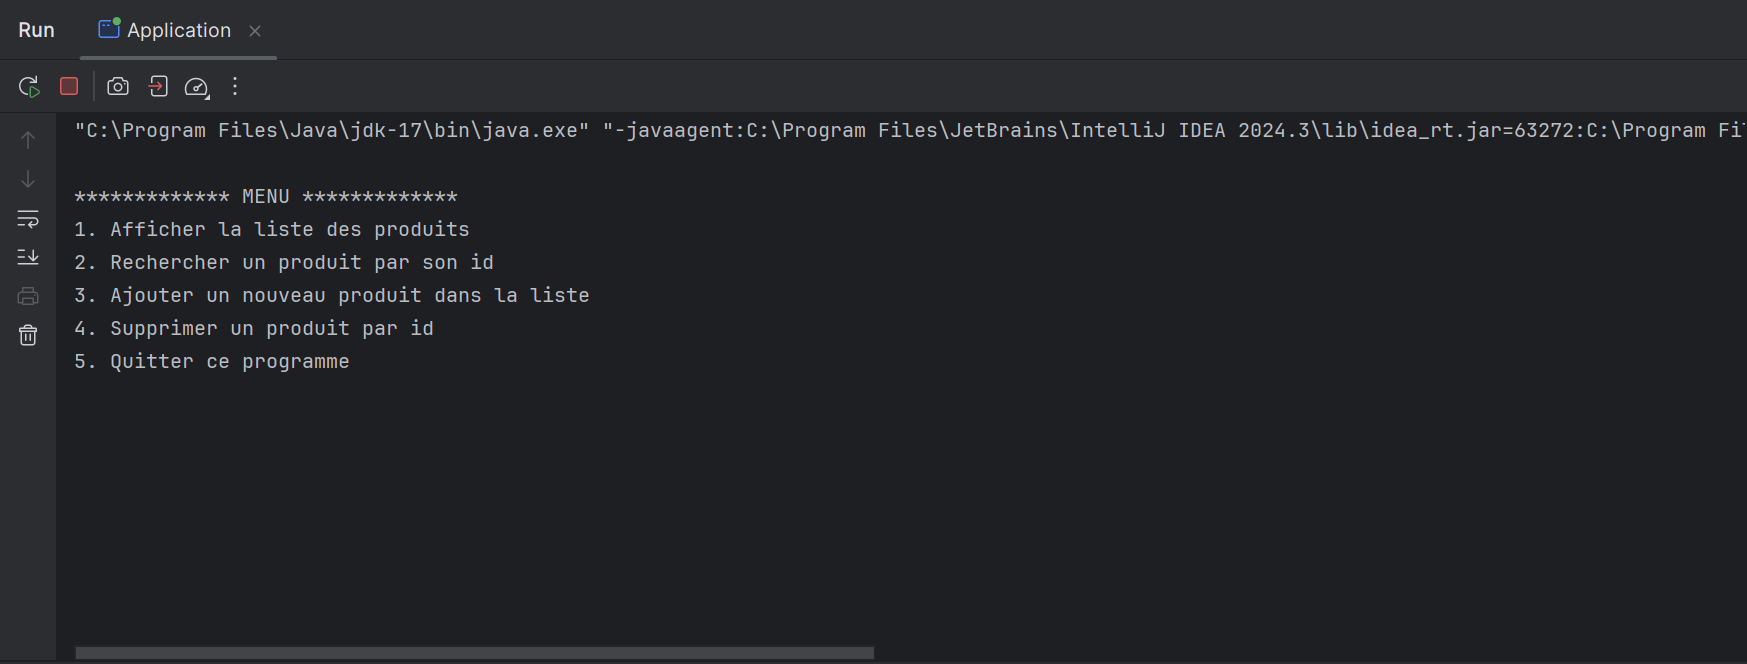 Run Application
"C:\Program Files\Java\jdk-17\bin\java.exe" "-javaagent:C:\Program Files\JetBrains\IntelliJ IDEA 2024.3\lib\idea_rt.jar=63272:C:\Program
************* MENU *************
1. Afficher la liste des produits
2. Rechercher un produit par son id
3. Ajouter un nouveau produit dans la liste
4. Supprimer un produit par id
5. Quitter ce programme